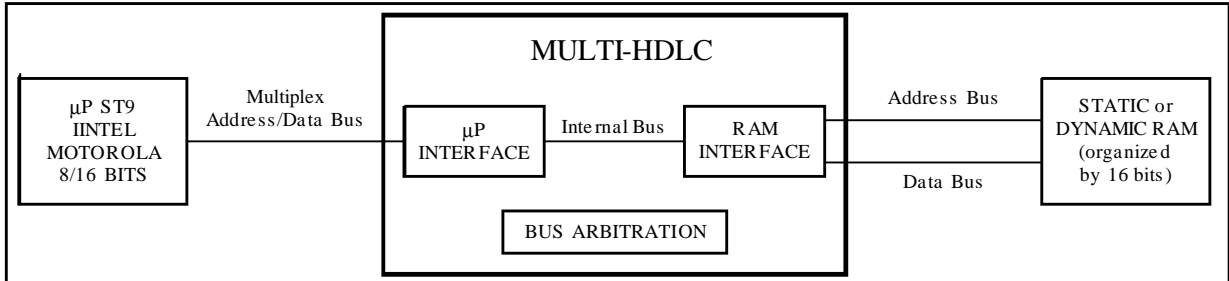 MULTI-HDLC
µP ST9
IINTEL
MOTOROLA
8/16 BITS
Multiplex
Address/Data Bus
µP
INTERFACE
Internal Bus
RAM
INTERFACE
Address Bus
Data Bus
STATIC or
DYNAMIC RAM
(organized
by 16 bits)
BUS ARBITRATION